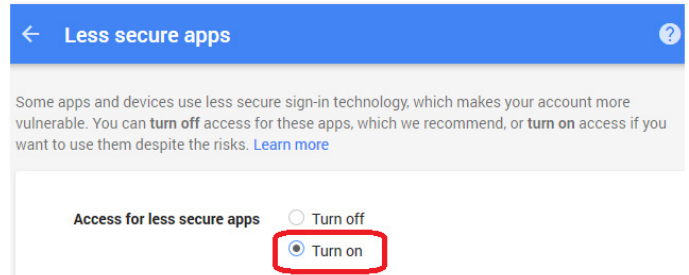 Less secure apps
Some apps and devices use less secure sign-in technology, which makes your account more
vulnerable. You can turn off access for these apps, which we recommend, or turn on access if you
want to use them despite the risks. Learn more
Access for less secure apps
Turn off
Turn on